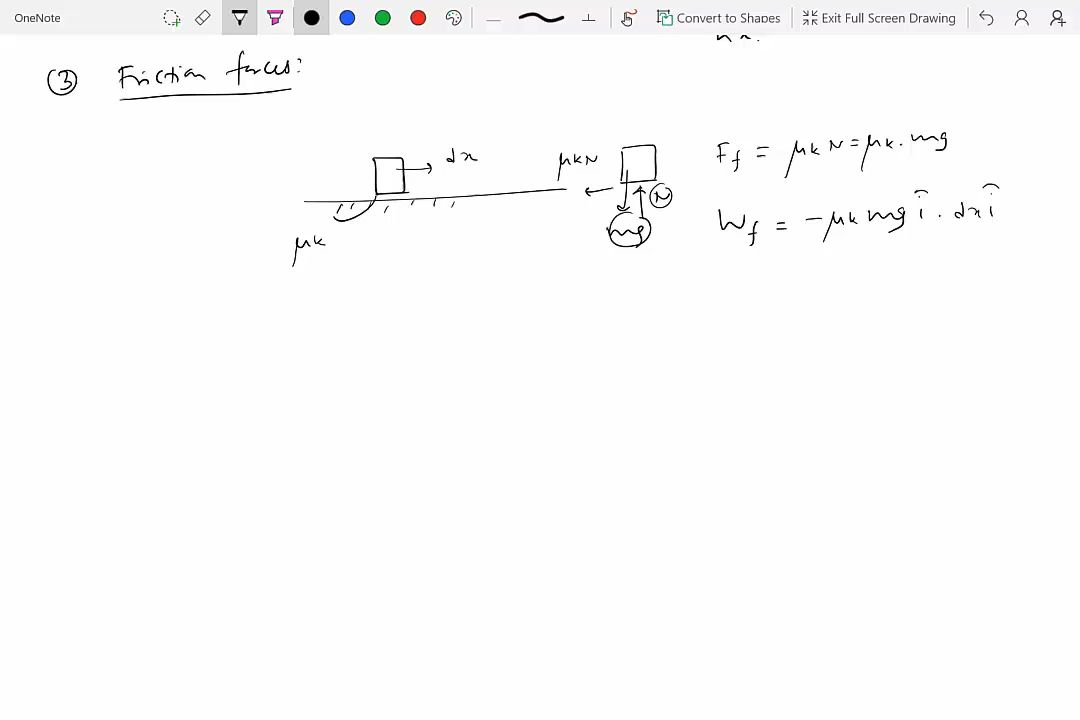 OneNote
Convert to Shapes
Exit Full Screen Drawing
③ Friction forces:
dx
μk
μkN
N
mg
Ff = μkN = μk. mg
Wf = -μk mg î . dx î